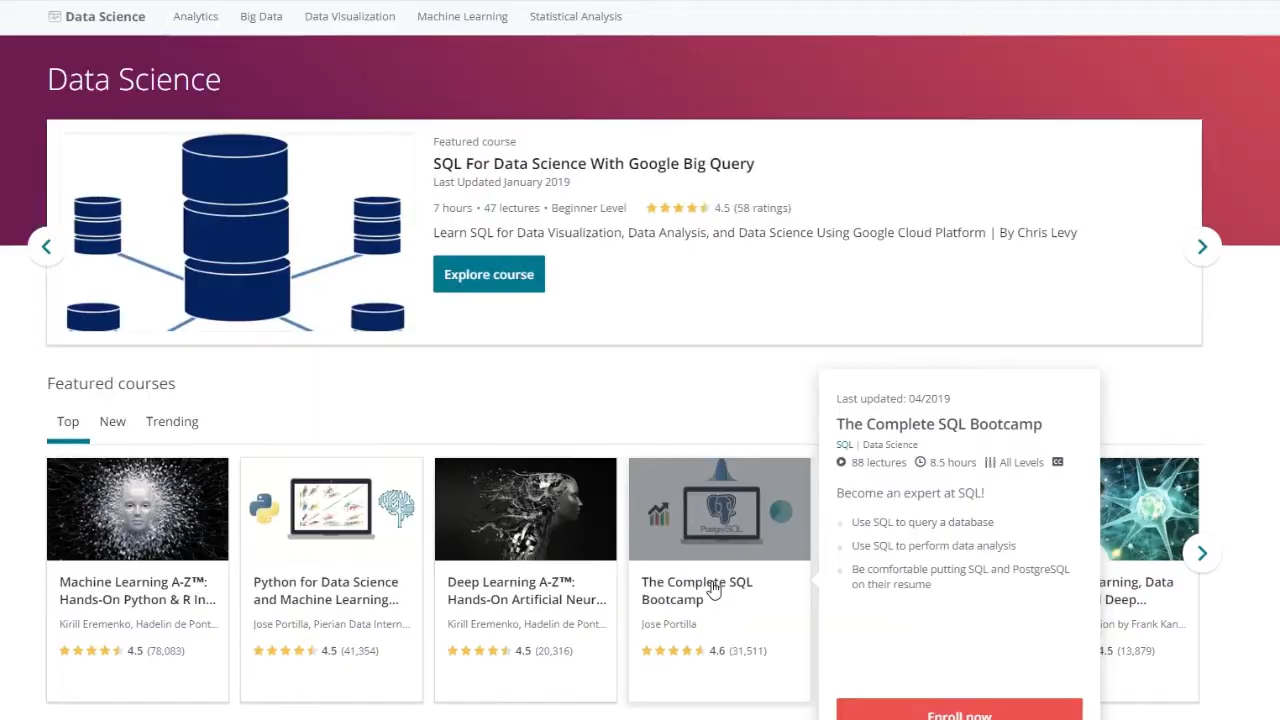 Data Science
Analytics
Big Data
Data Visualization
Machine Learning
Statistical Analysis
Data Science
Featured course
SQL For Data Science With Google Big Query
Last Updated January 2019
7 hours • 47 lectures • Beginner Level 4.5 (58 ratings)
Learn SQL for Data Visualization, Data Analysis, and Data Science Using Google Cloud Platform | By Chris Levy
Explore course
Featured courses
Top
New
Trending
Machine Learning A-Z™:
Hands-On Python & R In...
Kirill Eremenko, Hadelin de Pont...
4.5 (78,083)
Python for Data Science
and Machine Learning...
Jose Portilla, Pierian Data Intern...
4.5 (41,354)
Deep Learning A-Z™:
Hands-On Artificial Neur...
Kirill Eremenko, Hadelin de Pont...
4.5 (20,316)
PostgreSQL
The Complete SQL
Bootcamp
Jose Portilla
4.6 (31,511)
Last updated: 04/2019
The Complete SQL Bootcamp
SQL | Data Science
88 lectures 8.5 hours All Levels CC
Become an expert at SQL!
Use SQL to query a database
Use SQL to perform data analysis
Be comfortable putting SQL and PostgreSQL
on their resume
Enroll now
arning, Data
Deep...
ion by Frank Kan...
4.5 (13,879)